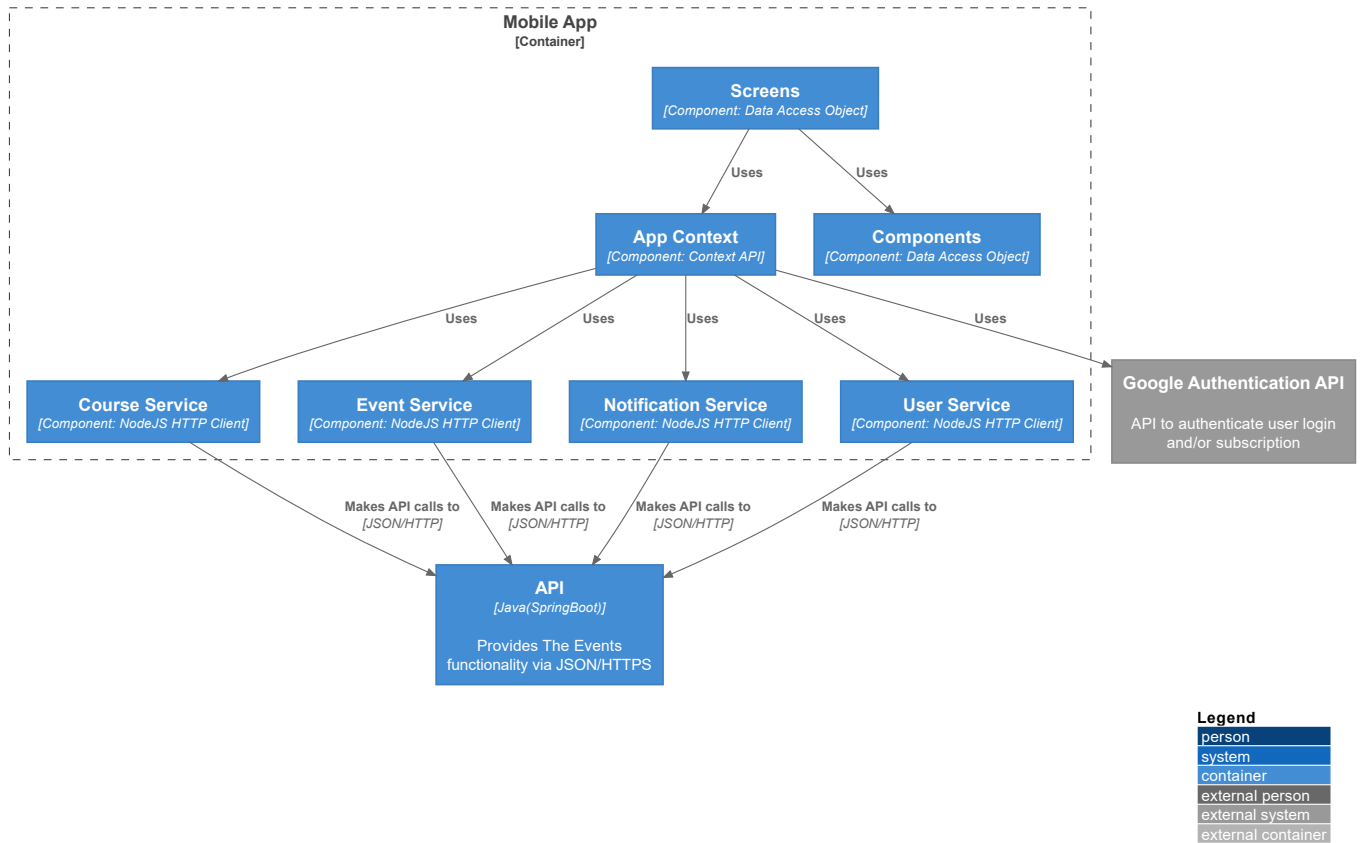 Mobile App
[Container]
Screens
[Component: Data Access Object]
Uses
Uses
App Context
[Component: Context API]
Components
[Component: Data Access Object]
Uses
Uses
Uses
Uses
Uses
Course Service
[Component: NodeJS HTTP Client]
Event Service
[Component: NodeJS HTTP Client]
Notification Service
[Component: NodeJS HTTP Client]
User Service
[Component: NodeJS HTTP Client]
Google Authentication API
API to authenticate user login
and/or subscription
Makes API calls to
[JSON/HTTP]
Makes API calls to
[JSON/HTTP]
Makes API calls to
[JSON/HTTP]
Makes API calls to
[JSON/HTTP]
API
[Java(SpringBoot)]
Provides The Events
functionality via JSON/HTTPS
Legend
person
system
container
external person
external system
external container